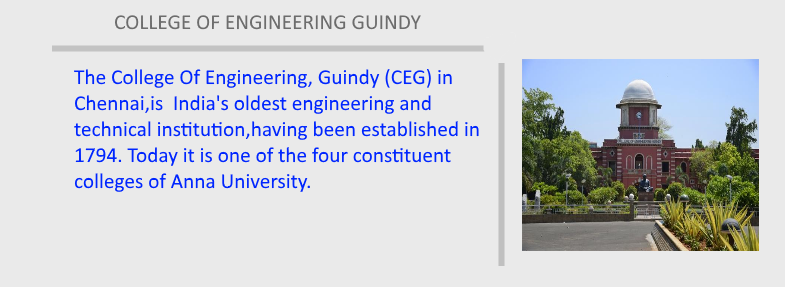 COLLEGE OF ENGINEERING GUINDY
The College Of Engineering, Guindy (CEG) in
Chennai,is  India's oldest engineering and
technical institution,having been established in
1794. Today it is one of the four constituent
colleges of Anna University.